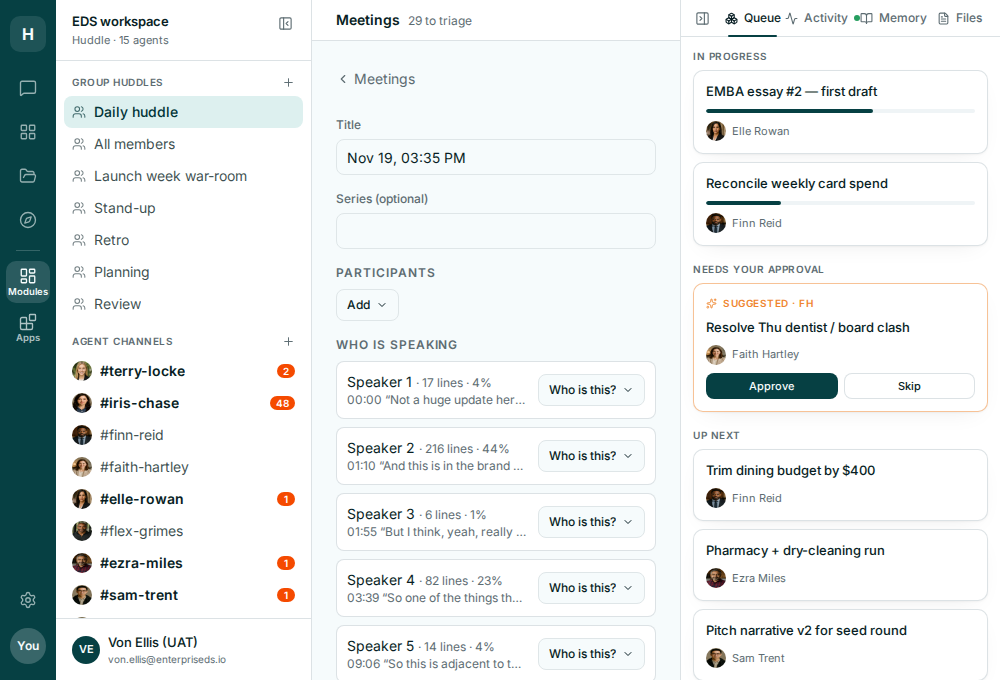 H
Modules
Apps
You
EDS workspace
Huddle · 15 agents
GROUP HUDDLES
Daily huddle
All members
Launch week war-room
Stand-up
Retro
Planning
Review
AGENT CHANNELS
#terry-locke 2
#iris-chase 48
#finn-reid
#faith-hartley
#elle-rowan 1
#flex-grimes
#ezra-miles 1
#sam-trent 1
VE
Von Ellis (UAT)
von.ellis@enterpriseds.io
Meetings 29 to triage
Meetings
Title
Nov 19, 03:35 PM
Series (optional)
PARTICIPANTS
Add
WHO IS SPEAKING
Speaker 1 · 17 lines · 4%
00:00 “Not a huge update her…
Who is this?
Speaker 2 · 216 lines · 44%
01:10 “And this is in the brand …
Who is this?
Speaker 3 · 6 lines · 1%
01:55 “But I think, yeah, really …
Who is this?
Speaker 4 · 82 lines · 23%
03:39 “So one of the things th…
Who is this?
Speaker 5 · 14 lines · 4%
09:06 “So this is adjacent to t…
Who is this?
Queue Activity Memory Files
IN PROGRESS
EMBA essay #2 — first draft
Elle Rowan
Reconcile weekly card spend
Finn Reid
NEEDS YOUR APPROVAL
SUGGESTED · FH
Resolve Thu dentist / board clash
Faith Hartley
Approve Skip
UP NEXT
Trim dining budget by $400
Finn Reid
Pharmacy + dry-cleaning run
Ezra Miles
Pitch narrative v2 for seed round
Sam Trent